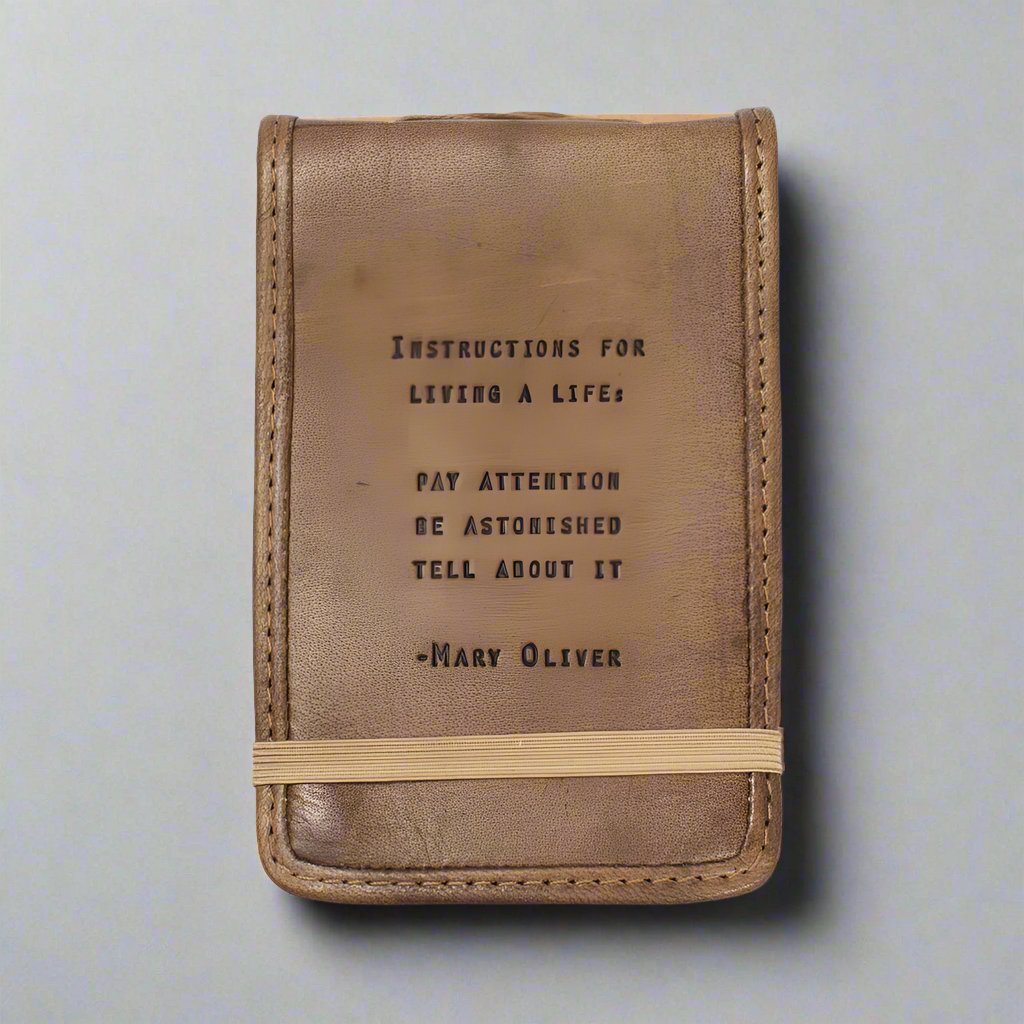 Instructions for
living a life:
pay attention
be astonished
tell about it
-Mary Oliver